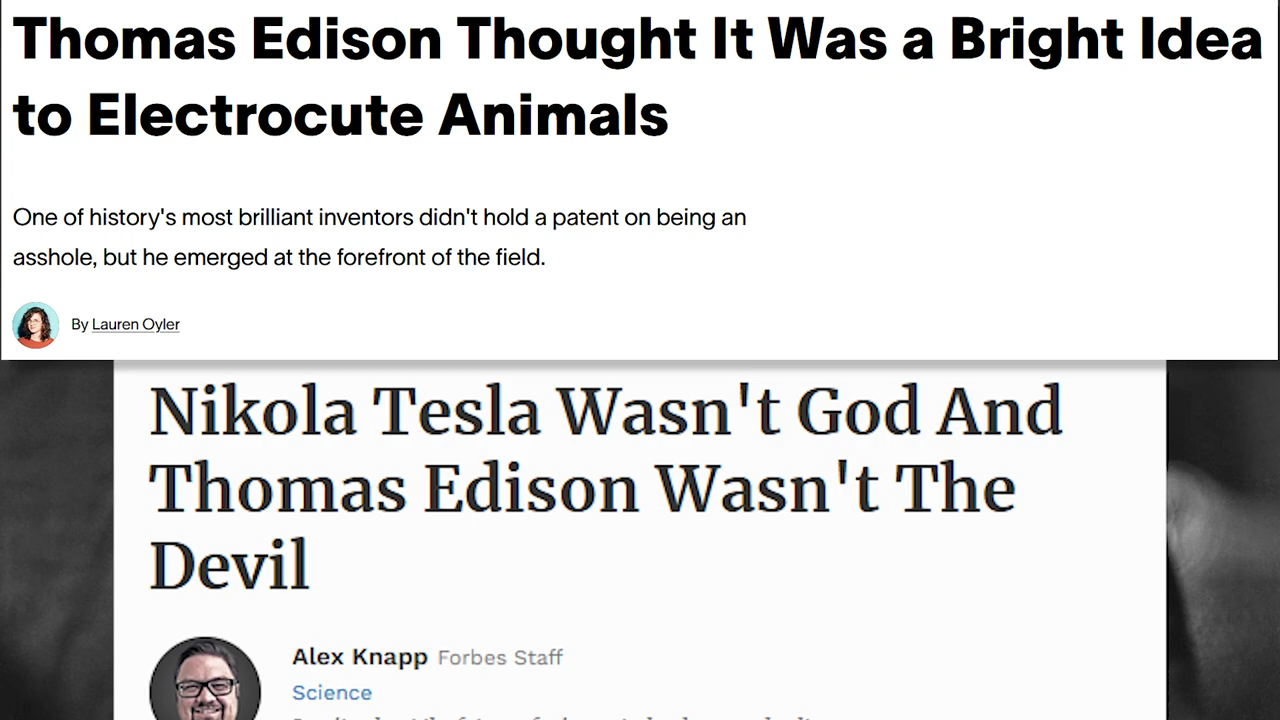 Thomas Edison Thought It Was a Bright Idea
to Electrocute Animals
One of history's most brilliant inventors didn't hold a patent on being an
asshole, but he emerged at the forefront of the field.
By Lauren Oyler
Nikola Tesla Wasn't God And
Thomas Edison Wasn't The
Devil
Alex Knapp Forbes Staff
Science